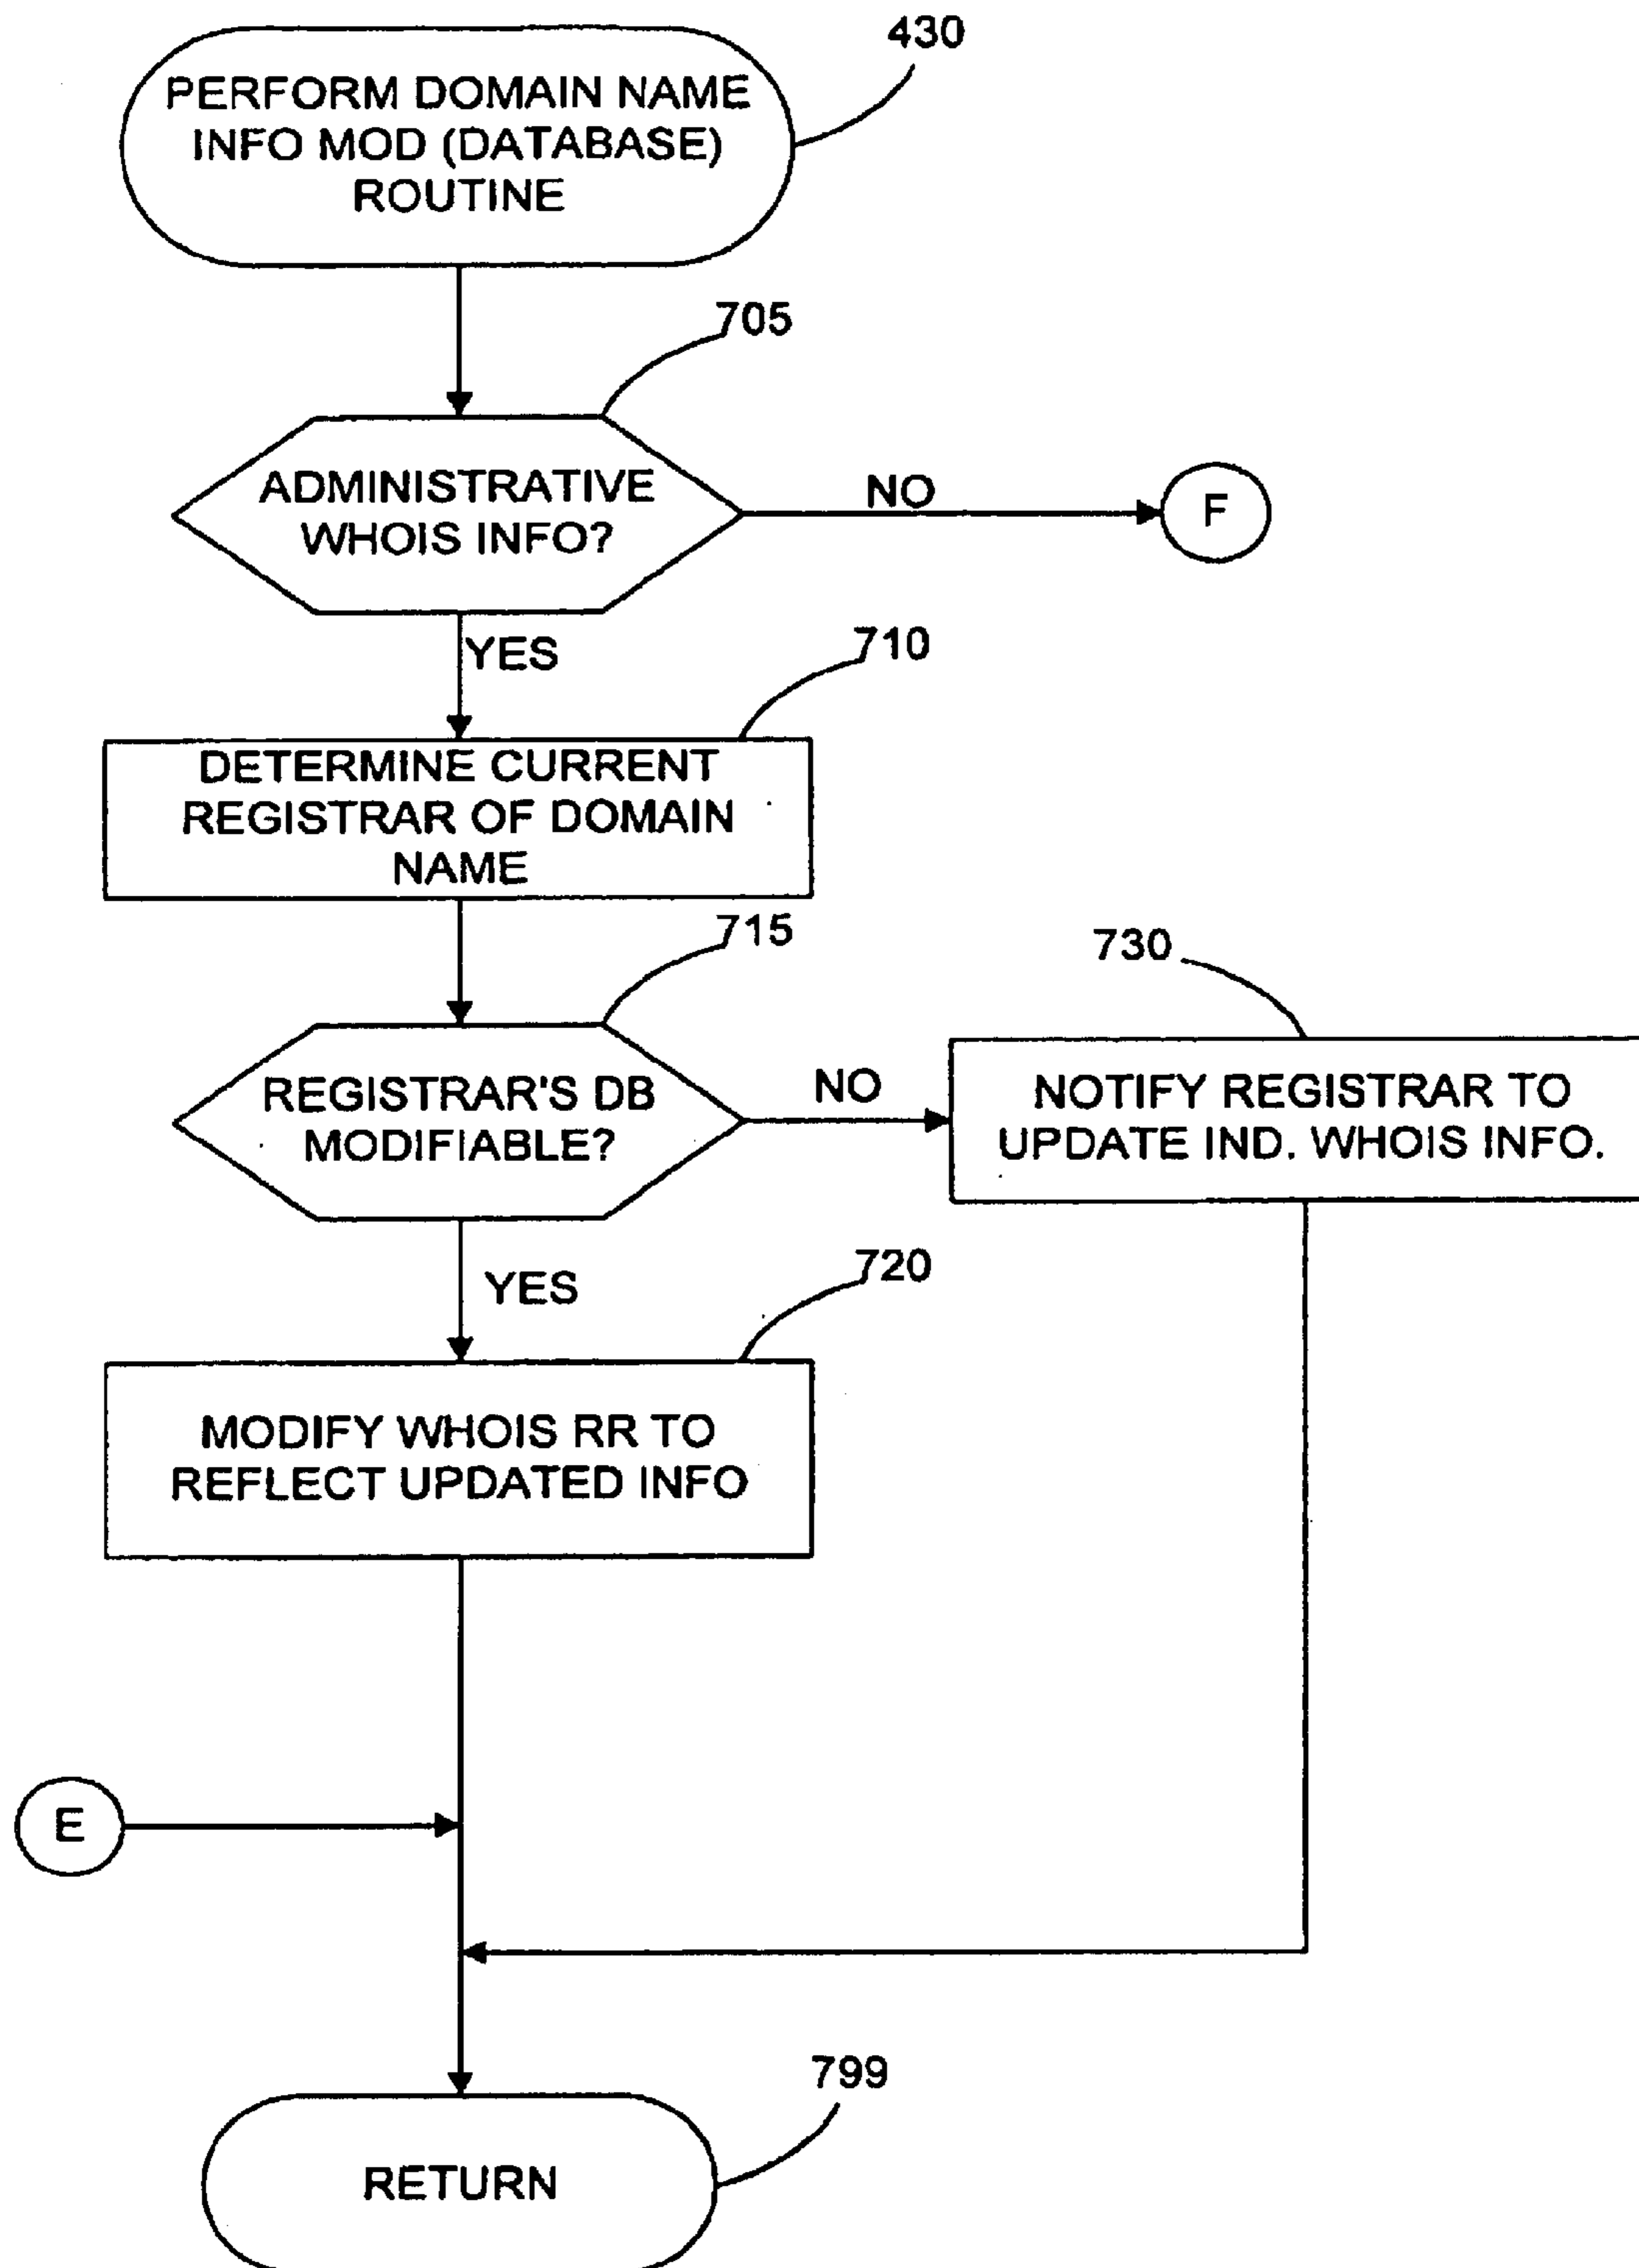 430
PERFORM DOMAIN NAME
INFO MOD (DATABASE)
ROUTINE
705
ADMINISTRATIVE
WHOIS INFO?
NO
F
YES
710
DETERMINE CURRENT
REGISTRAR OF DOMAIN
NAME
715
REGISTRAR'S DB
MODIFIABLE?
NO
730
NOTIFY REGISTRAR TO
UPDATE IND. WHOIS INFO.
YES
720
MODIFY WHOIS RR TO
REFLECT UPDATED INFO
E
799
RETURN